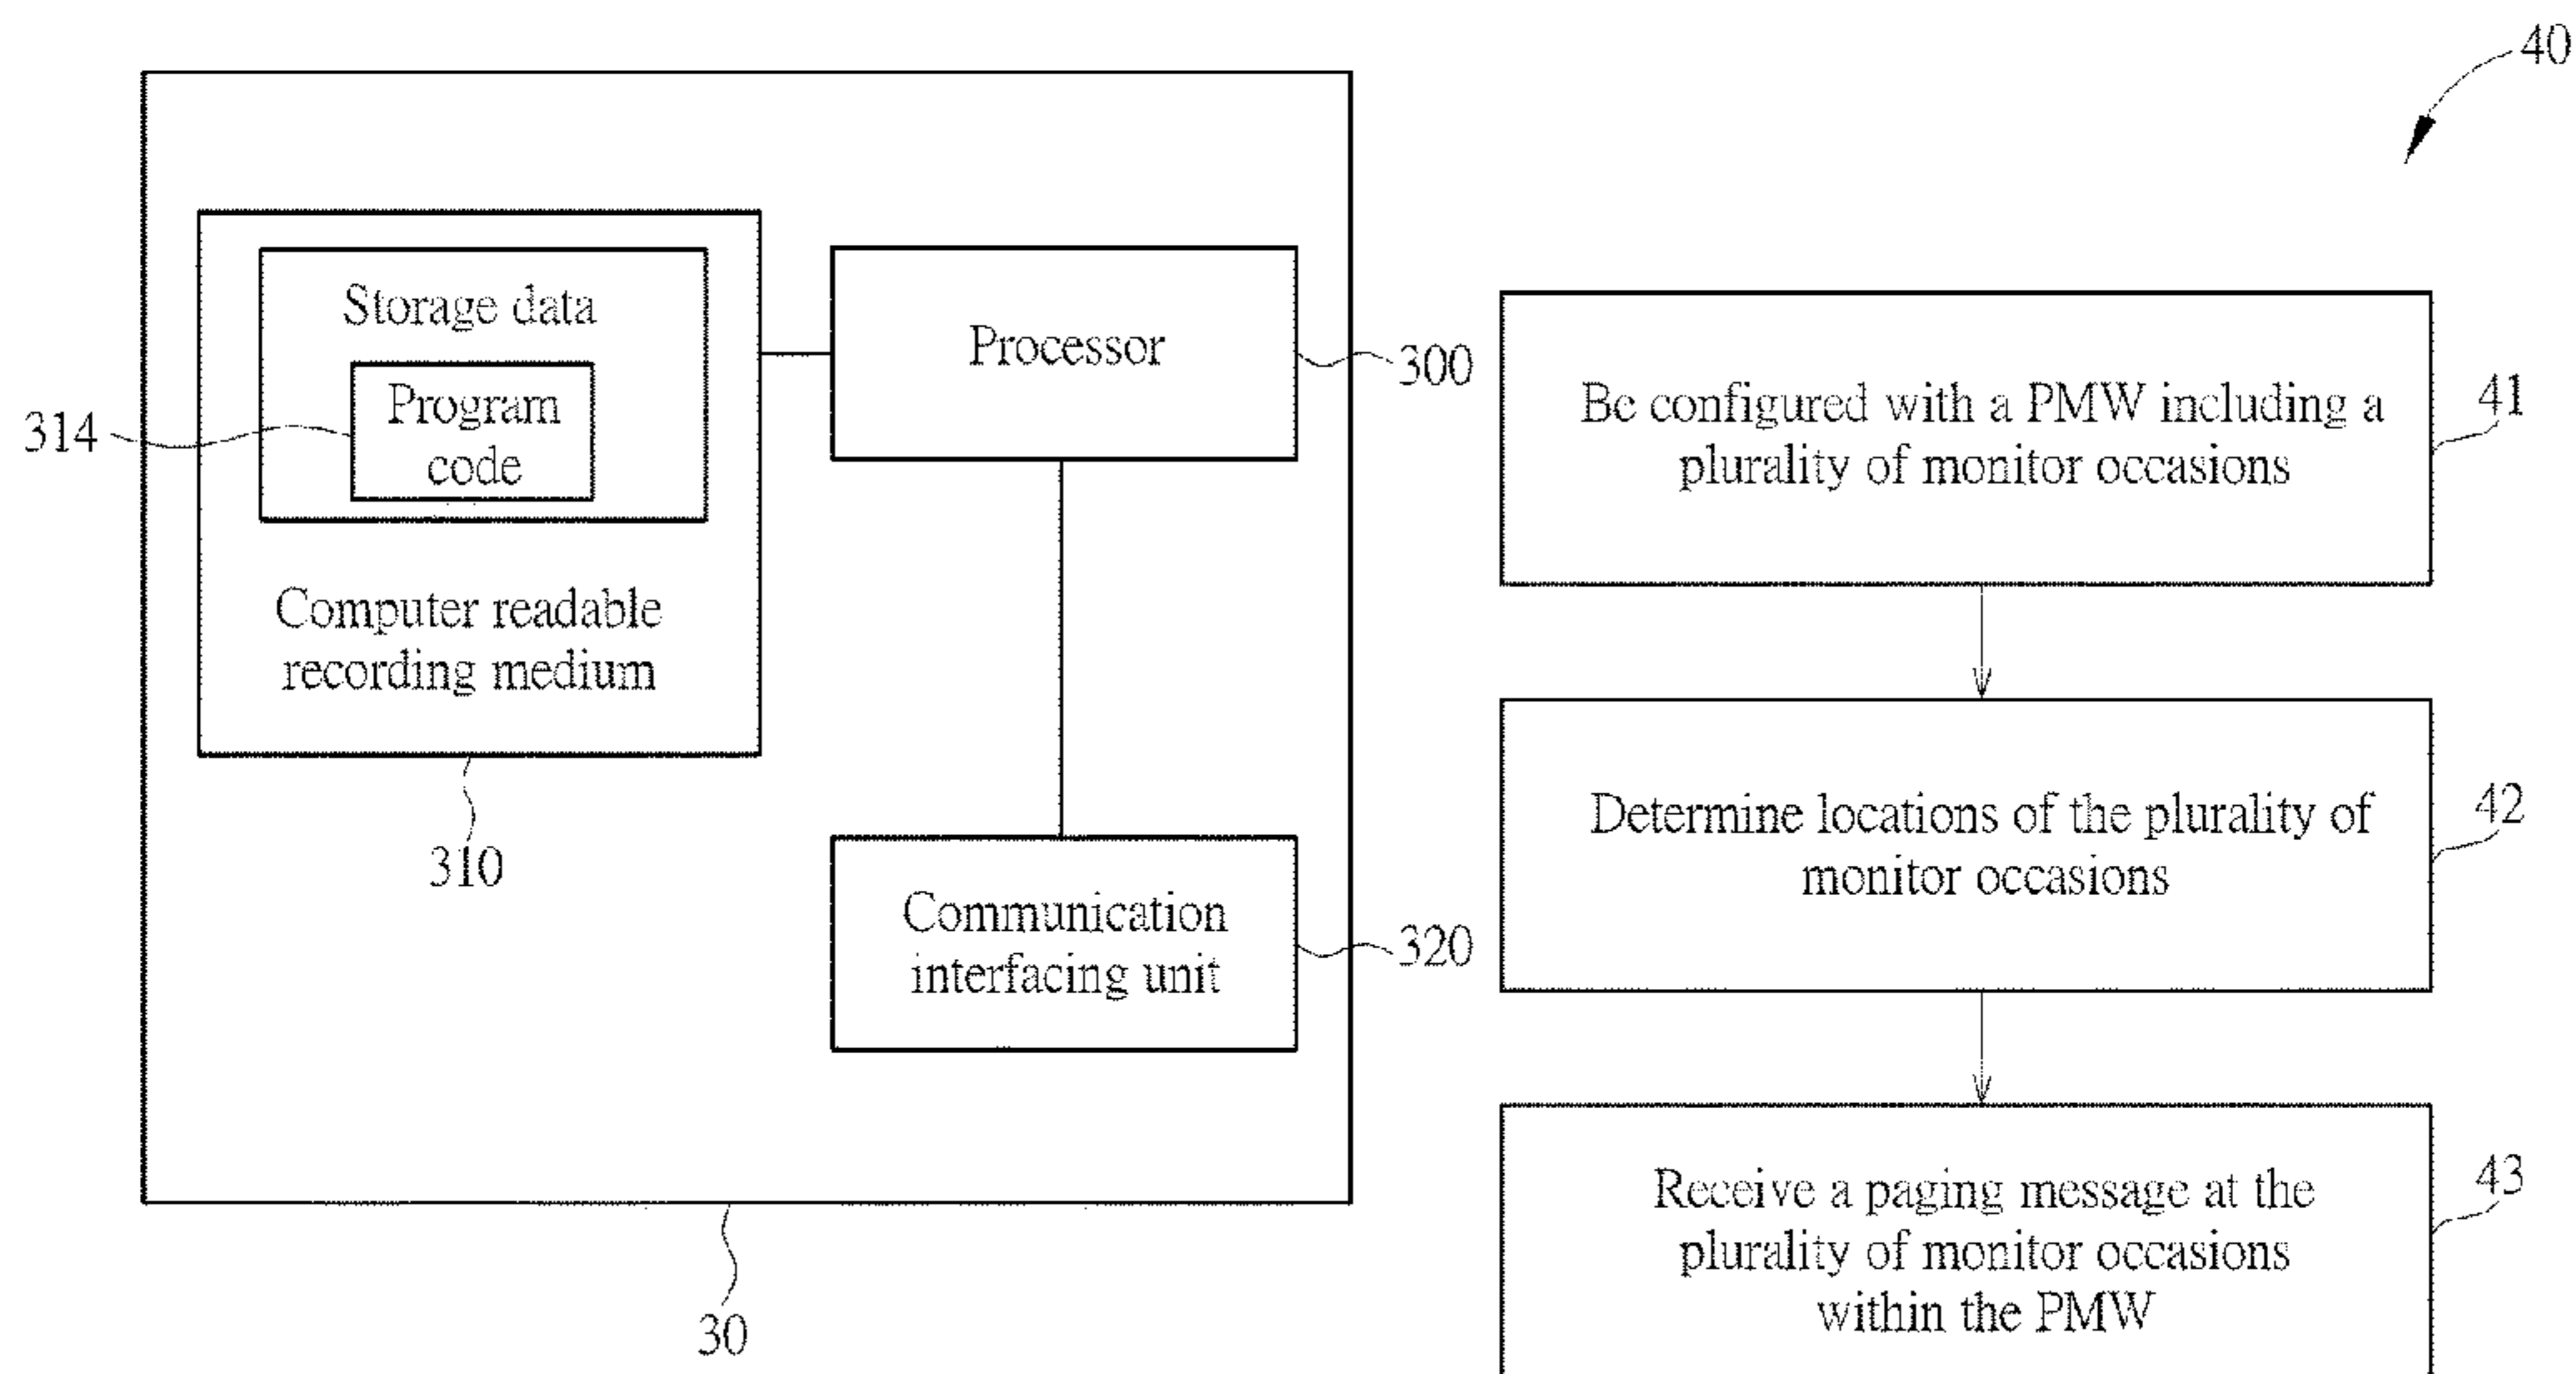 40
Storage data
Program
code
314
Computer readable
recording medium
310
Processor
300
Communication
interfacing unit
320
30
Be configured with a PMW including a
plurality of monitor occasions
41
Determine locations of the plurality of
monitor occasions
42
Receive a paging message at the
plurality of monitor occasions
within the PMW
43